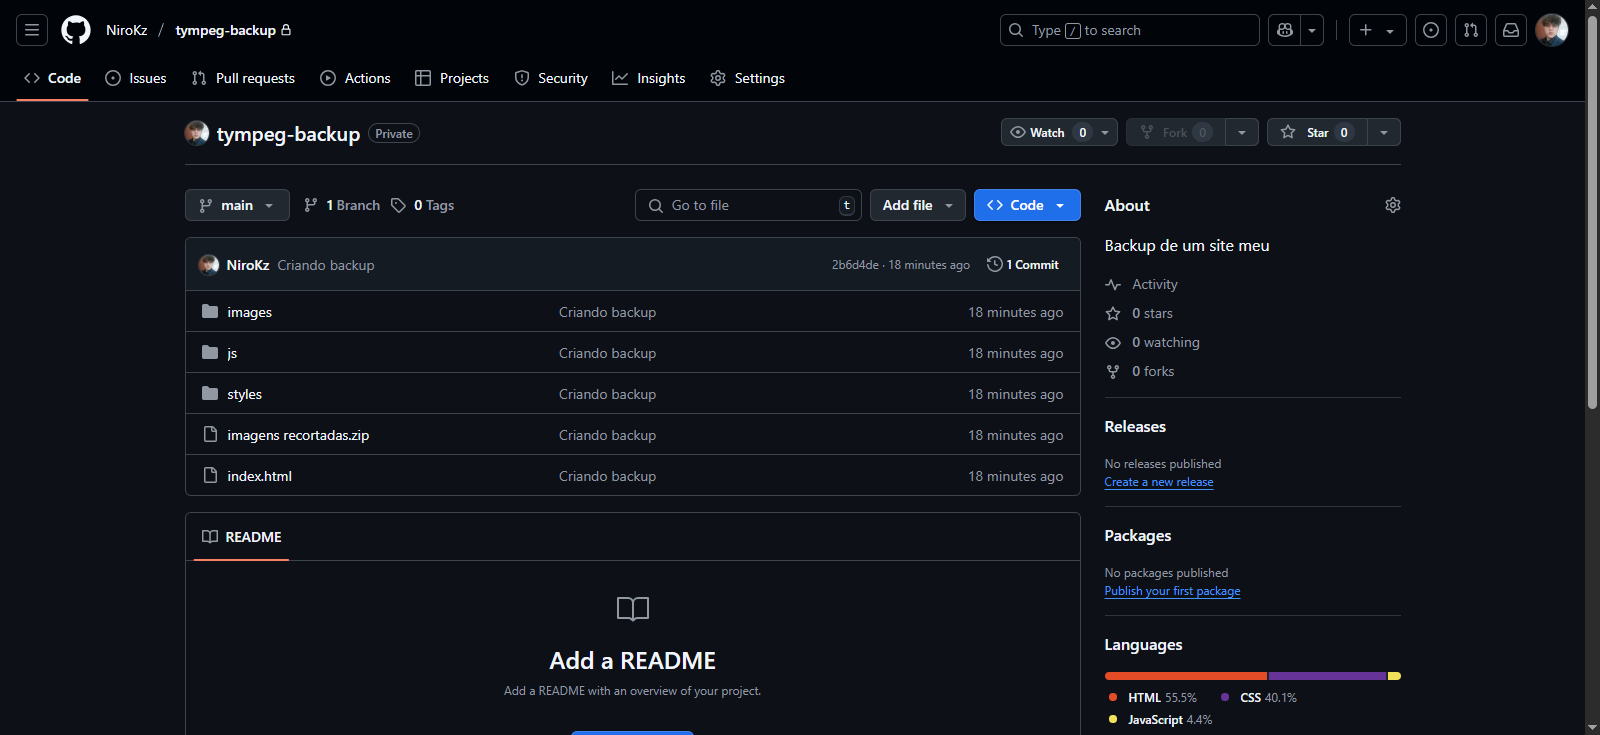 NiroKz / tympeg-backup
Type / to search
Code Issues Pull requests Actions Projects Security Insights Settings
tympeg-backup Private
Watch 0 Fork 0 Star 0
main 1 Branch 0 Tags Go to file t Add file Code
NiroKz Criando backup 2b6d4de · 18 minutes ago 1 Commit
images Criando backup 18 minutes ago
js Criando backup 18 minutes ago
styles Criando backup 18 minutes ago
imagens recortadas.zip Criando backup 18 minutes ago
index.html Criando backup 18 minutes ago
README
Add a README
Add a README with an overview of your project.
About
Backup de um site meu
Activity
0 stars
0 watching
0 forks
Releases
No releases published
Create a new release
Packages
No packages published
Publish your first package
Languages
HTML 55.5% CSS 40.1%
JavaScript 4.4%